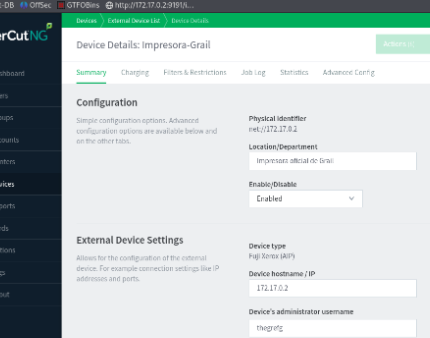 t-DB OffSec GTFOBins http://172.17.0.2:9191/i...
erCutNG
Devices External Device List Device Details
Device Details: Impresora-Grail
Actions
Summary Charging Filters & Restrictions Job Log Statistics Advanced Config
shboard
ers
oups
counts
nters
vices
ports
rds
tions
gs
out
Configuration
Simple configuration options. Advanced
configuration options are available below and
on the other tabs.
Physical Identifier
net://172.17.0.2
Location/Department
Impresora oficial de Grail
Enable/Disable
Enabled
External Device Settings
Allows for the configuration of the external
device. For example connection settings like IP
addresses and ports.
Device type
Fuji Xerox (AIP)
Device hostname / IP
172.17.0.2
Device's administrator username
thegrefg